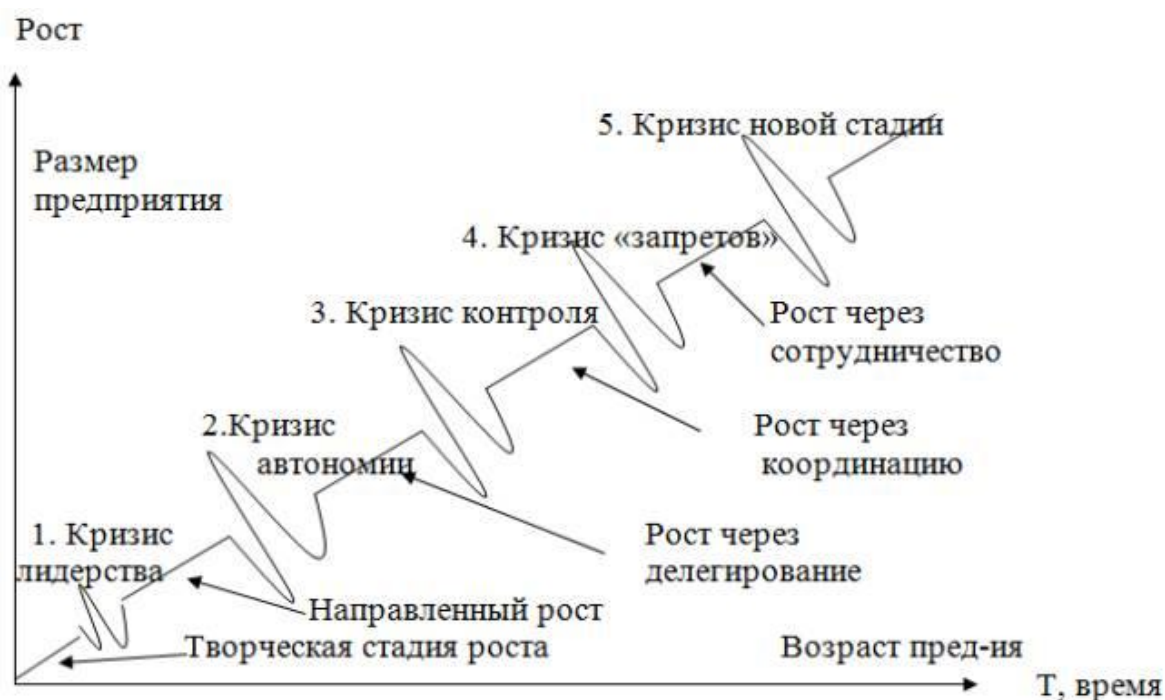 Рост
Размер
предприятия
5. Кризис новой стадии
4. Кризис «запретов»
3. Кризис контроля
Рост через
сотрудничество
2.Кризис
автономии
Рост через
координацию
1. Кризис
лидерства
Рост через
делегирование
Направленный рост
Творческая стадия роста
Возраст пред-ия
Т, время